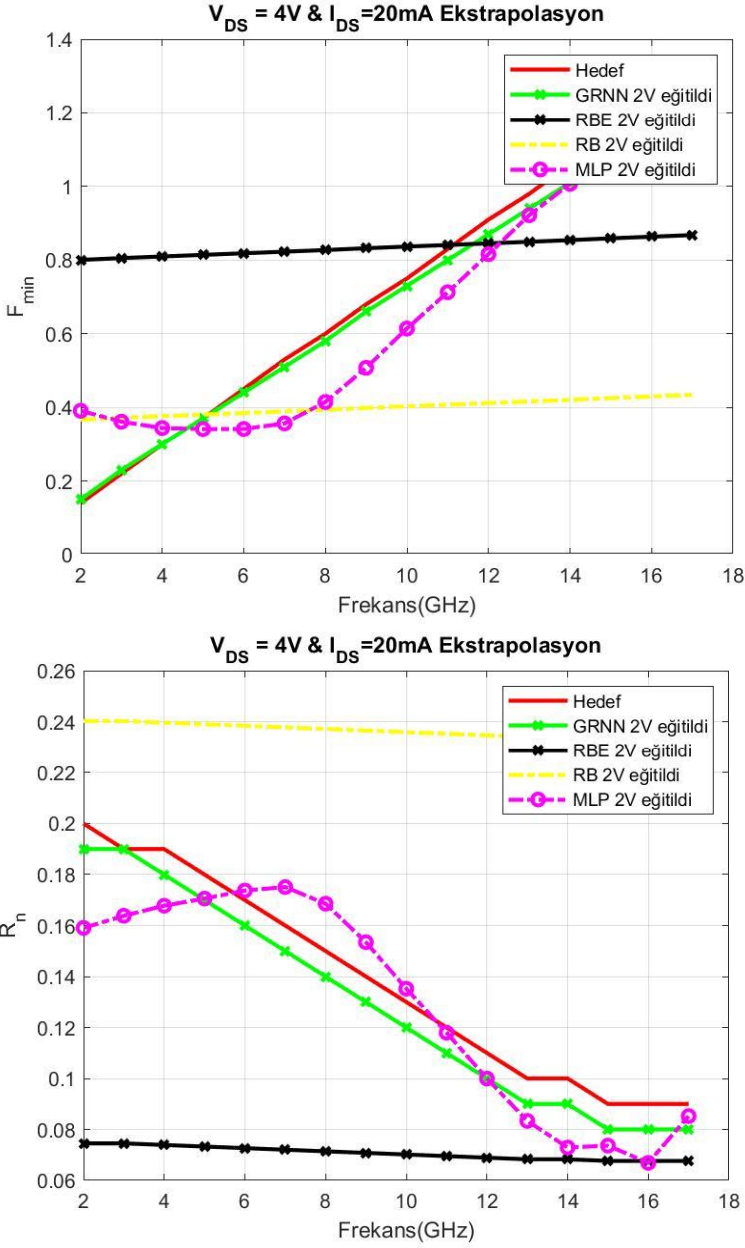 V_DS = 4V & I_DS=20mA Ekstrapolasyon
1.4
1.2
1
0.8
0.6
0.4
0.2
0
F_min
Hedef
GRNN 2V eğitildi
RBE 2V eğitildi
RB 2V eğitildi
MLP 2V eğitildi
2 4 6 8 10 12 14 16 18
Frekans(GHz)
V_DS = 4V & I_DS=20mA Ekstrapolasyon
0.26
0.24
0.22
0.2
0.18
0.16
0.14
0.12
0.1
0.08
0.06
R_n
Hedef
GRNN 2V eğitildi
RBE 2V eğitildi
RB 2V eğitildi
MLP 2V eğitildi
2 4 6 8 10 12 14 16 18
Frekans(GHz)